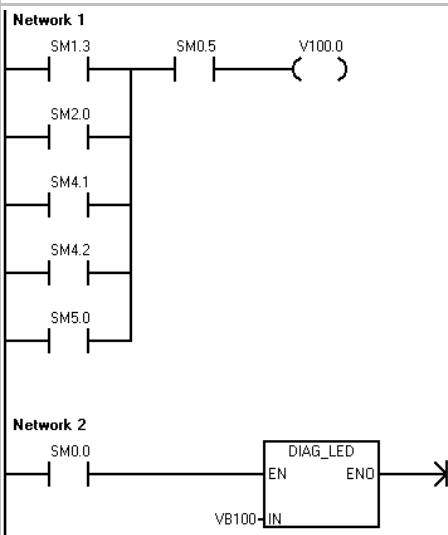 Network 1
SM1.3 SM0.5 V100.0
SM2.0
SM4.1
SM4.2
SM5.0
Network 2
SM0.0 DIAG_LED
EN ENO
VB100 IN